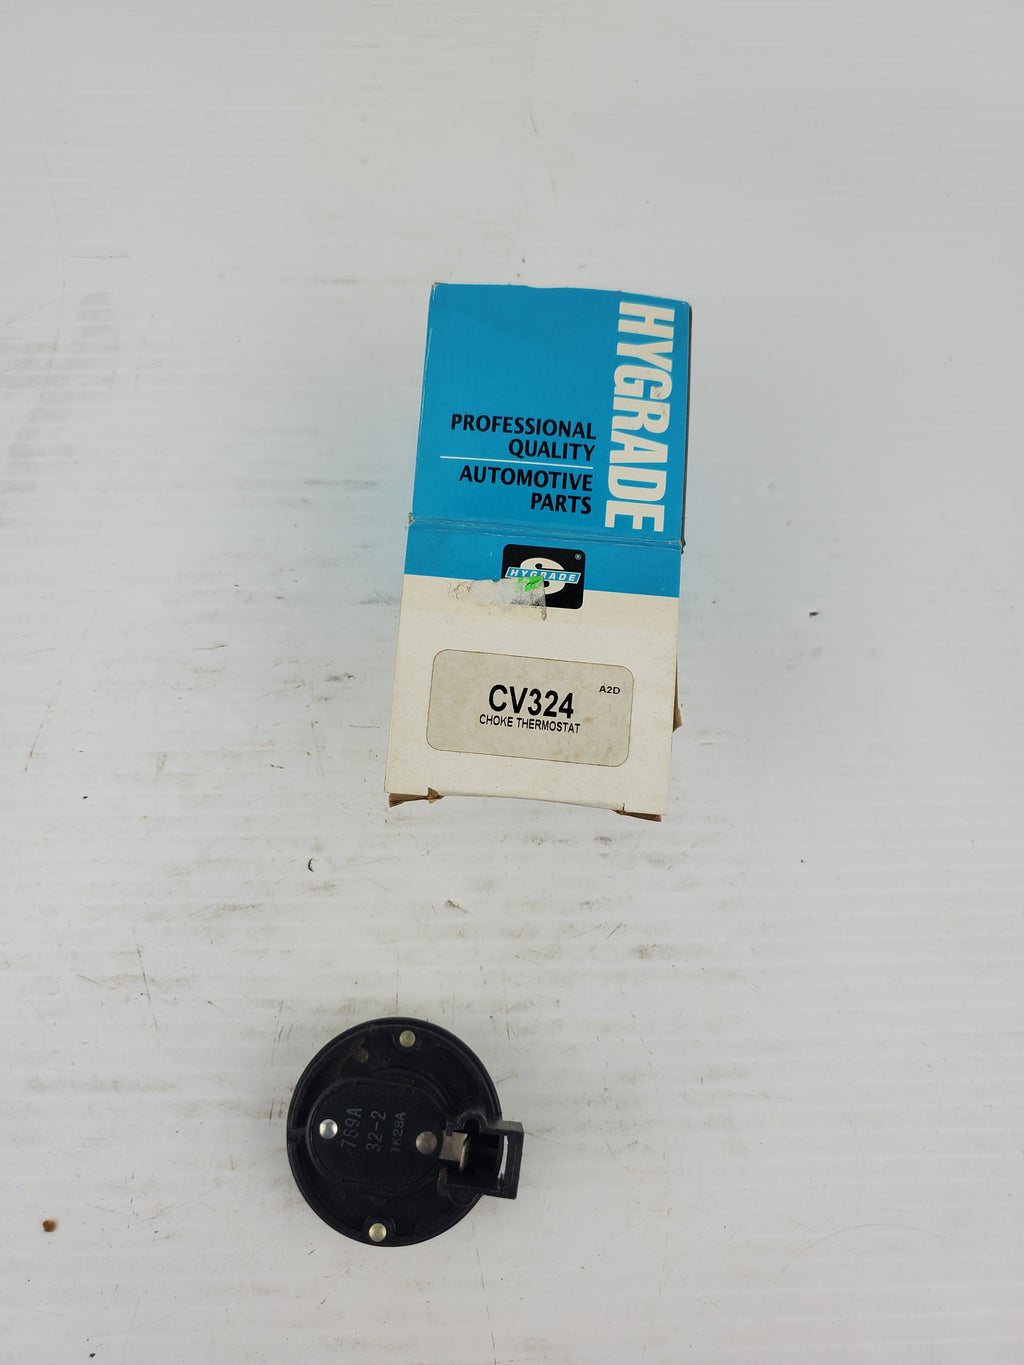 HYGRADE
PROFESSIONAL
QUALITY
AUTOMOTIVE
PARTS
S
®
HYGRADE
A2D
CV324
CHOKE THERMOSTAT
789A
32-2
1K28A